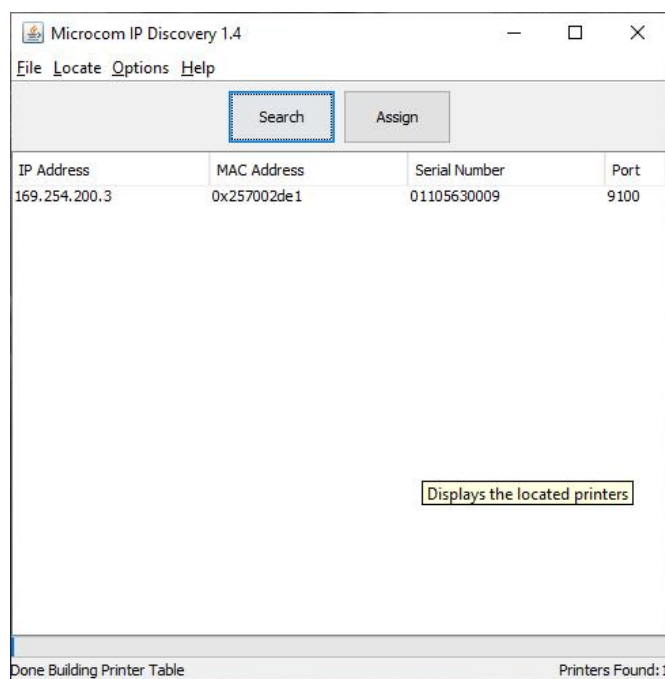 Microcom IP Discovery 1.4
File Locate Options Help
Search Assign
IP Address MAC Address Serial Number Port
169.254.200.3 0x257002de1 01105630009 9100
Displays the located printers
Done Building Printer Table Printers Found:1